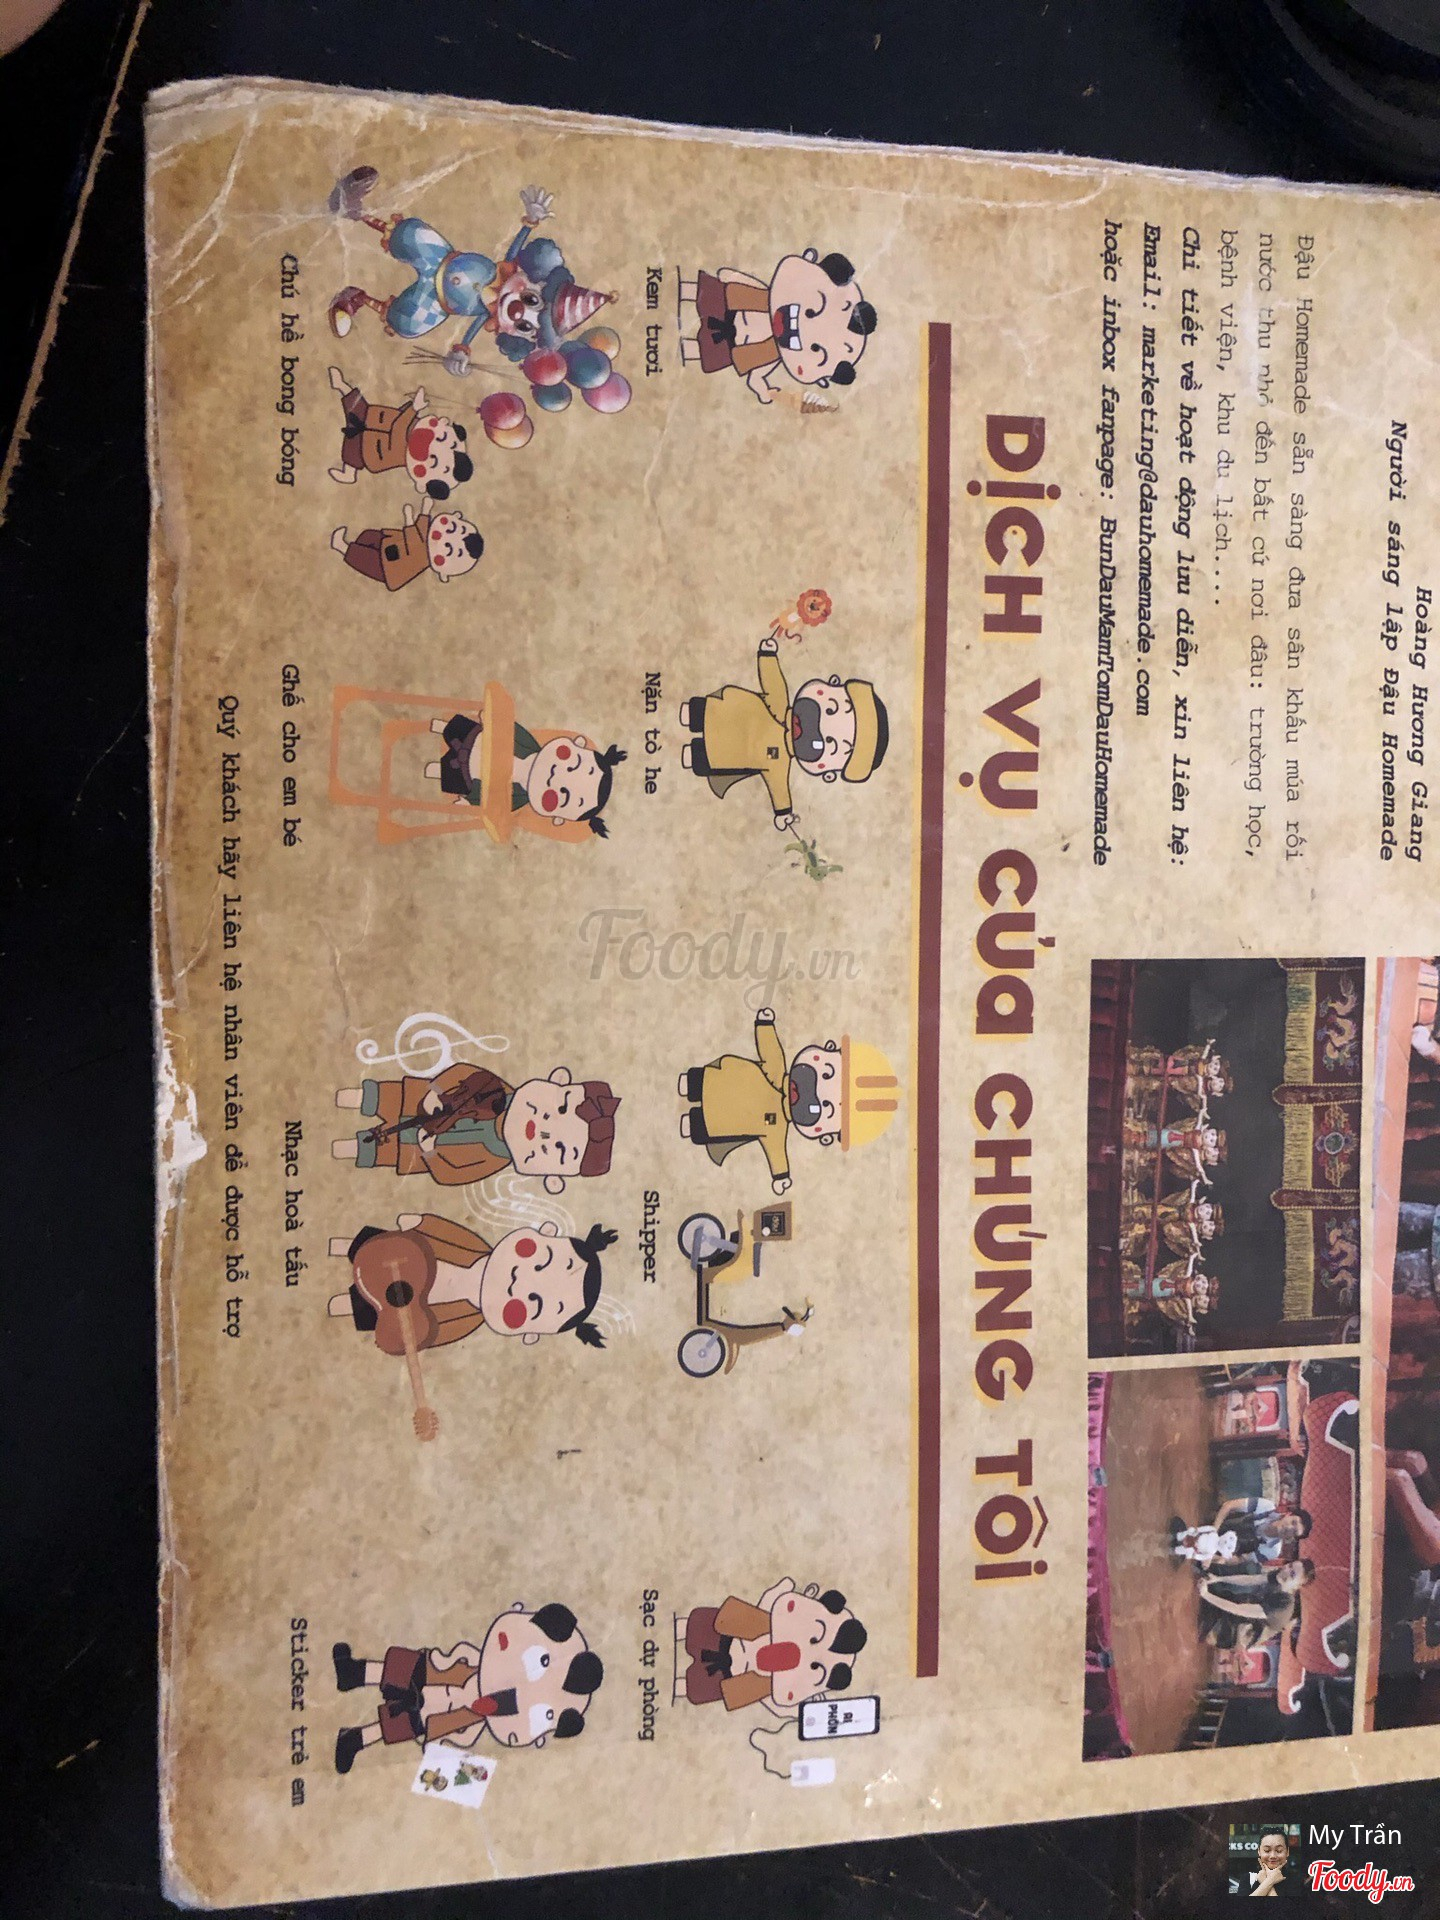 Hoàng Hương Giang
Người sáng lập Đậu Homemade
Đậu Homemade sẵn sàng đưa sân khấu múa rối
nước thu nhỏ đến bất cứ nơi đâu: trường học,
bệnh viện, khu du lịch....
Chi tiết về hoạt động lưu diễn, xin liên hệ:
Email: marketing@dauhomemade.com
hoặc inbox fanpage: BunDauMamTomDauHomemade
DỊCH VỤ CỦA CHÚNG TÔI
AI
PHÔN
Kem tươi
Nặn tò he
Shipper
Sạc dự phòng
Chú hề bong bóng
Ghế cho em bé
Nhạc hoà tấu
Sticker trẻ em
Quý khách hãy liên hệ nhân viên để được hỗ trợ
Foody.vn
My Trần
Foody.vn